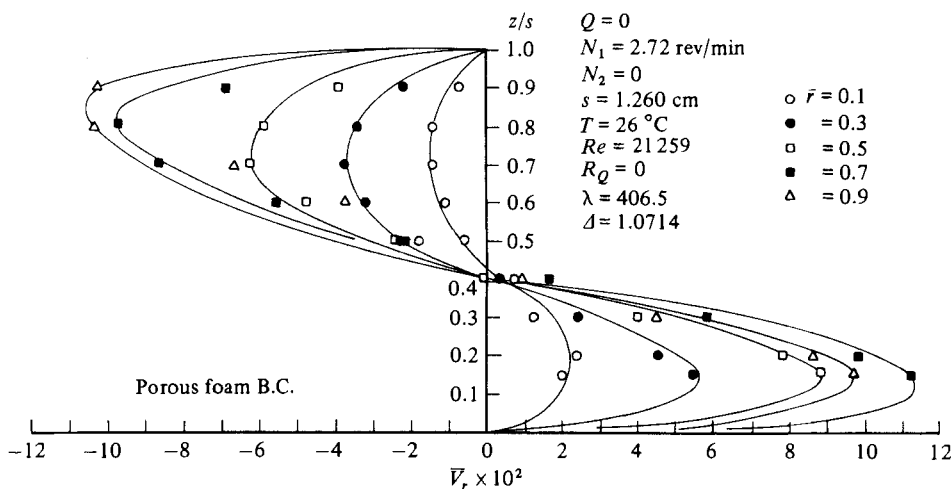 z/s
1.0
0.9
0.8
0.7
0.6
0.5
0.4
0.3
0.2
0.1
Q = 0
N₁ = 2.72 rev/min
N₂ = 0
s = 1.260 cm
T = 26 °C
Re = 21 259
R_Q = 0
λ = 406.5
Δ = 1.0714
○ r̄ = 0.1
● = 0.3
□ = 0.5
■ = 0.7
△ = 0.9
Porous foam B.C.
−12 −10 −8 −6 −4 −2 0 2 4 6 8 10 12
V̄ᵣ × 10²